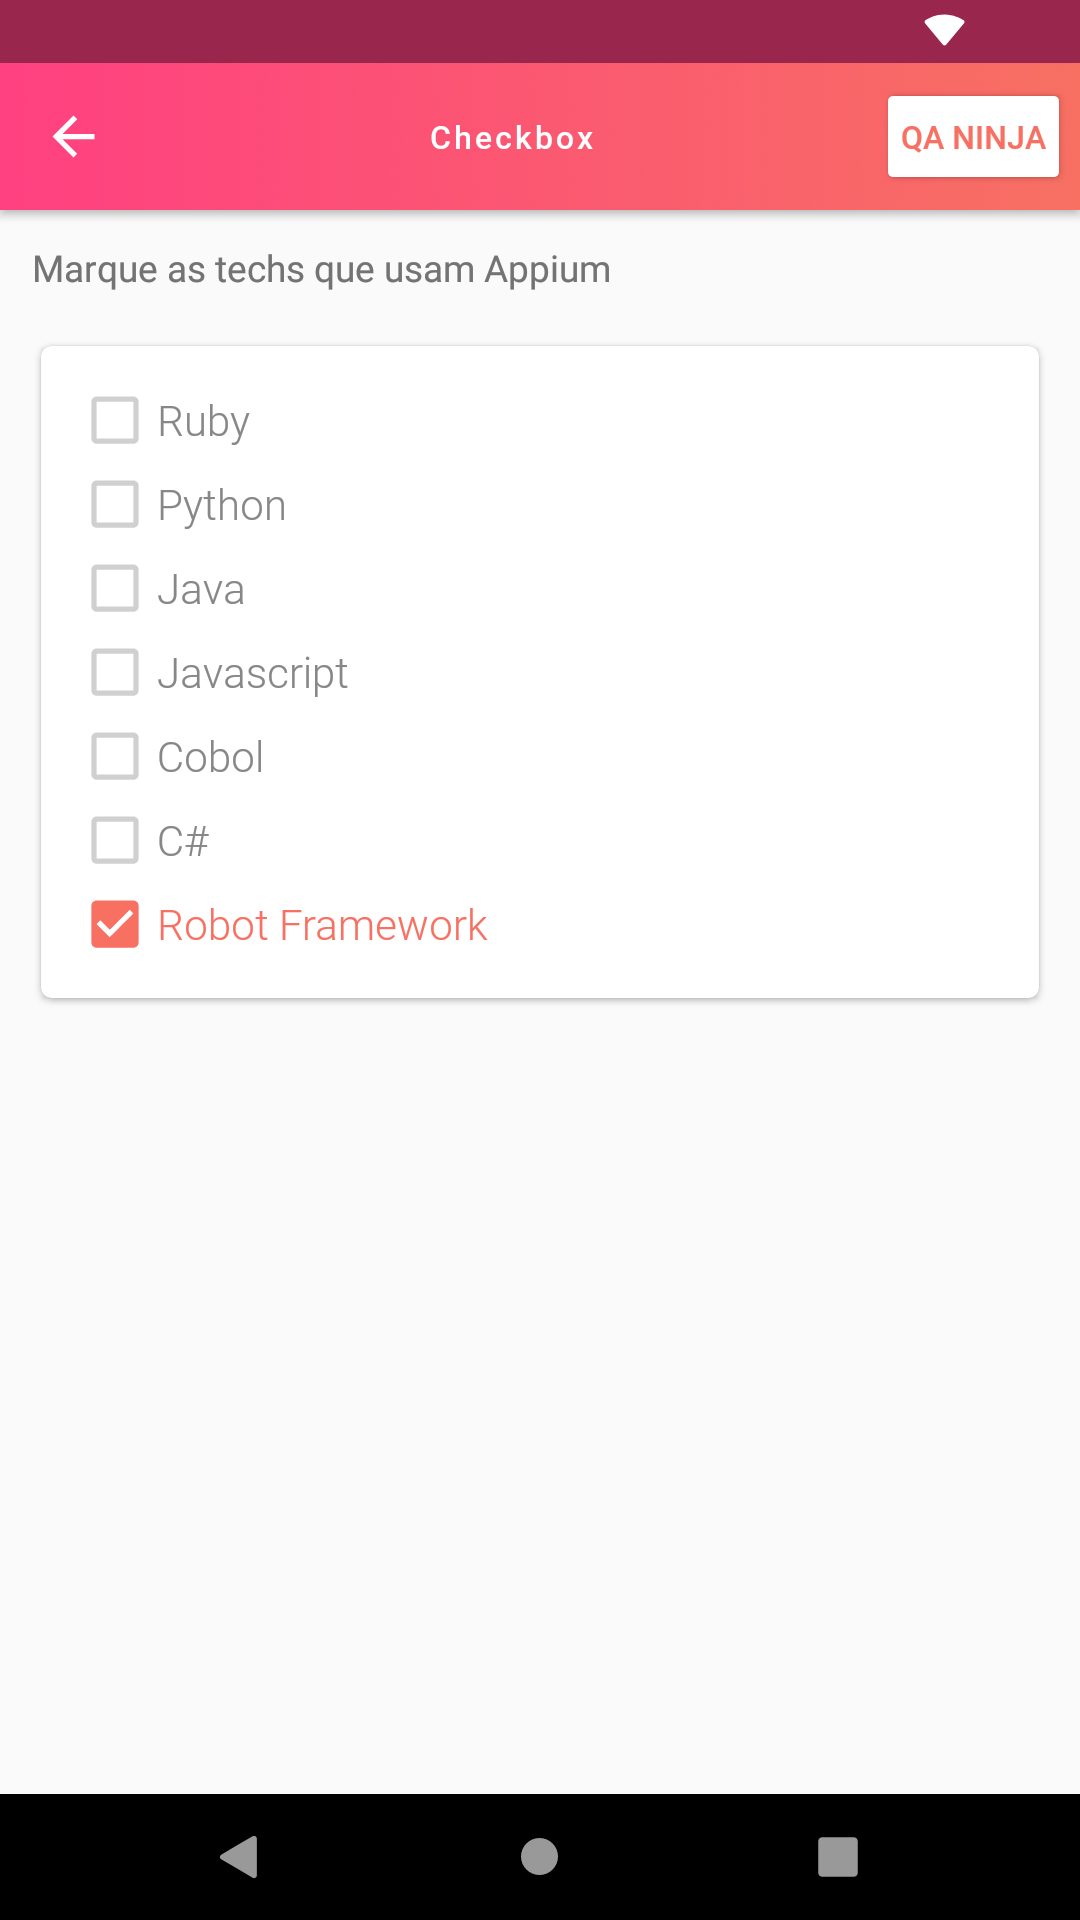 Checkbox
QA NINJA
Marque as techs que usam Appium
Ruby
Python
Java
Javascript
Cobol
C#
Robot Framework